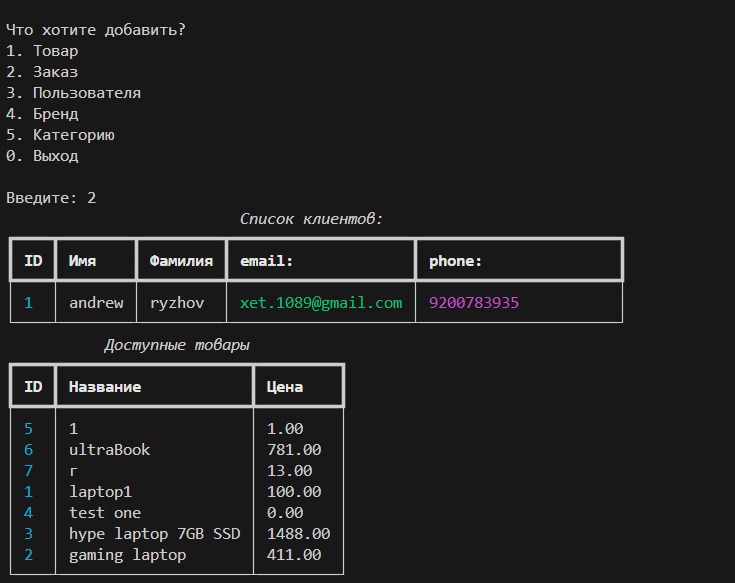 Что хотите добавить?
1. Товар
2. Заказ
3. Пользователя
4. Бренд
5. Категорию
0. Выход
Введите: 2
Список клиентов:
ID Имя Фамилия email: phone:
1 andrew ryzhov xet.1089@gmail.com 9200783935
Доступные товары
ID Название Цена
5 1 1.00
6 ultraBook 781.00
7 г 13.00
1 laptop1 100.00
4 test one 0.00
3 hype laptop 7GB SSD 1488.00
2 gaming laptop 411.00